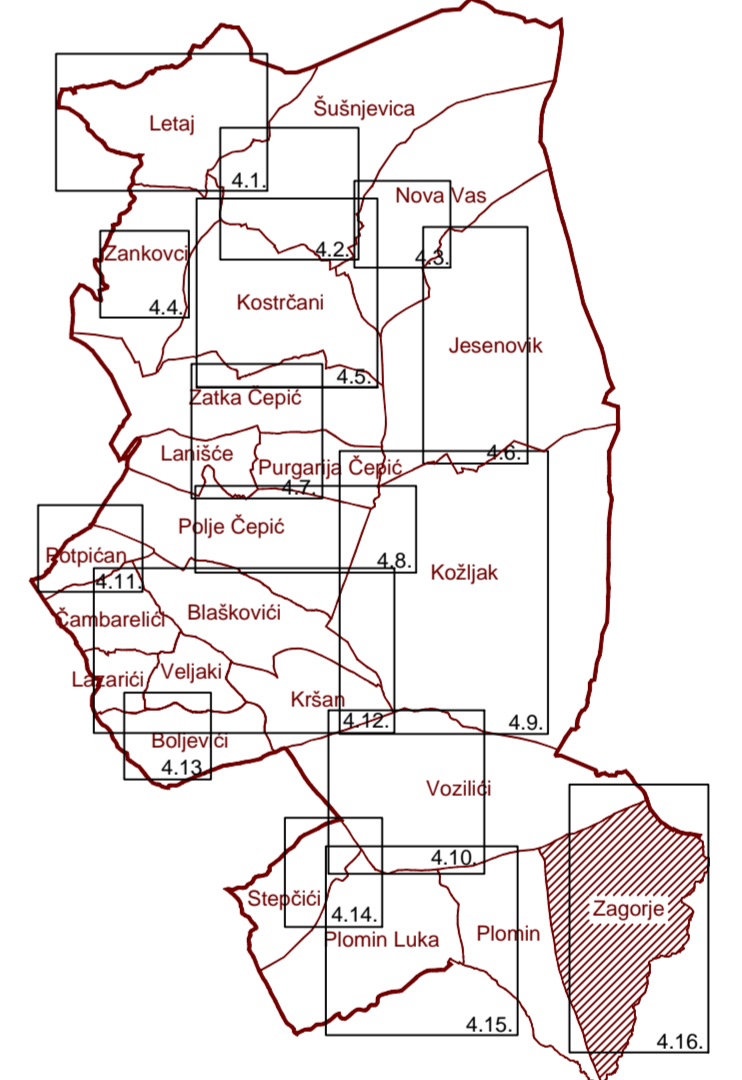 Šušnjevica
Letaj
4.1.
Nova Vas
4.2.
4.3.
Zankovci
4.4.
Kostrčani
Jesenovik
4.5.
Zatka Čepić
4.6.
Lanišće
Purgarija Čepić
4.7.
Polje Čepić
4.8.
Potpićan
4.11.
Kožljak
Čambarelići
Blaškovići
Lazarići
Veljaki
Kršan
4.12.
4.9.
Boljevići
4.13
Vozilići
4.10.
Stepčići
4.14.
Zagorje
Plomin Luka
Plomin
4.15.
4.16.